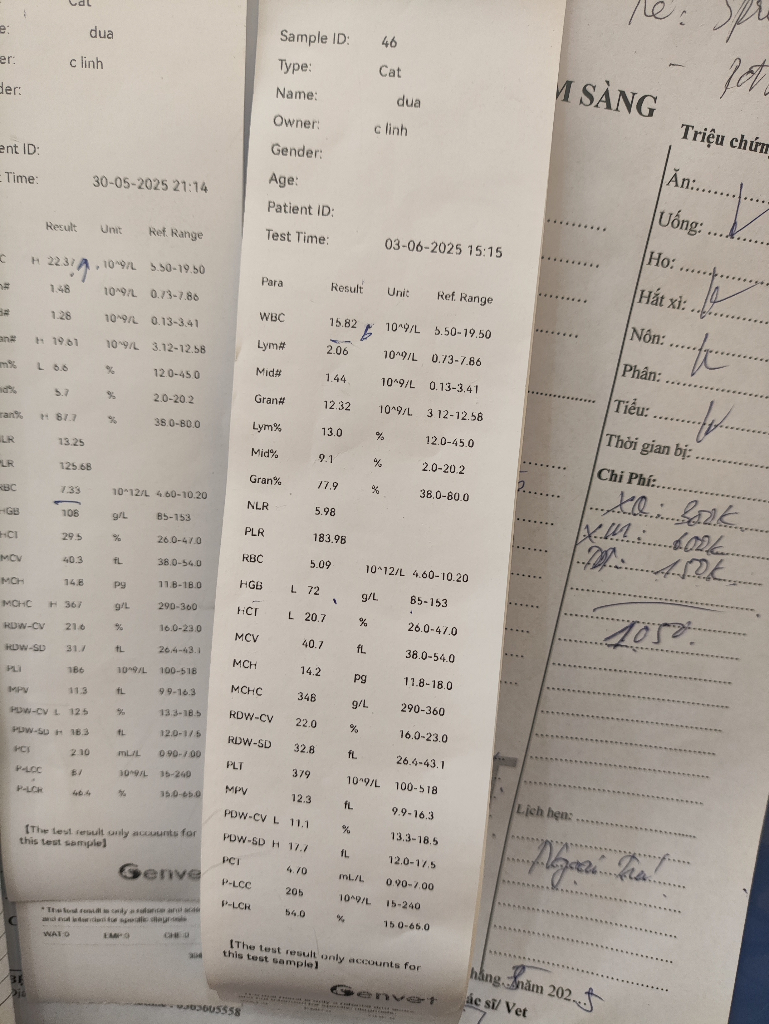 Cat
dua
c linh
ent ID:
Time: 30-05-2025 21:14
Result Unit Ref. Range
H 22.37 10^9/L 5.50-19.50
1.48 10^9/L 0.73-7.86
1.28 10^9/L 0.13-3.41
H 19.61 10^9/L 3.12-12.58
L 6.6 % 12.0-45.0
5.7 % 2.0-20.2
ran% H 87.7 % 38.0-80.0
LR 13.25
LR 125.68
RBC 7.33 10^12/L 4.60-10.20
HGB 108 g/L 85-153
HCT 29.5 % 26.0-47.0
MCV 40.3 fL 38.0-54.0
MCH 14.8 pg 11.8-18.0
MCHC H 367 g/L 290-360
RDW-CV 21.6 % 16.0-23.0
RDW-SD 31.7 fL 26.4-43.1
PLT 186 10^9/L 100-518
MPV 11.3 fL 9.9-16.3
PDW-CV L 12.5 % 13.3-18.5
PDW-SD H 18.3 fL 12.0-17.5
PCT 2.10 mL/L 0.90-7.00
P-LCC 87 10^9/L 15-240
P-LCR 46.4 % 15.0-65.0
【The test result only accounts for
this test sample】
Genve
WAT:0 EMP:0 CHE:0
0363605558
Sample ID: 46
Type: Cat
Name: dua
Owner: c linh
Gender:
Age:
Patient ID:
Test Time: 03-06-2025 15:15
Para Result Unit Ref. Range
WBC 15.82 10^9/L 5.50-19.50
Lym# 2.06 10^9/L 0.73-7.86
Mid# 1.44 10^9/L 0.13-3.41
Gran# 12.32 10^9/L 3.12-12.58
Lym% 13.0 % 12.0-45.0
Mid% 9.1 % 2.0-20.2
Gran% 77.9 % 38.0-80.0
NLR 5.98
PLR 183.98
RBC 5.09 10^12/L 4.60-10.20
HGB L 72 g/L 85-153
HCT L 20.7 % 26.0-47.0
MCV 40.7 fL 38.0-54.0
MCH 14.2 pg 11.8-18.0
MCHC 348 g/L 290-360
RDW-CV 22.0 % 16.0-23.0
RDW-SD 32.8 fL 26.4-43.1
PLT 379 10^9/L 100-518
MPV 12.3 fL 9.9-16.3
PDW-CV L 11.1 % 13.3-18.5
PDW-SD H 17.7 fL 12.0-17.5
PCT 4.70 mL/L 0.90-7.00
P-LCC 205 10^9/L 15-240
P-LCR 54.0 % 15.0-65.0
【The test result only accounts for
this test sample】
Genvet
M SÀNG
Triệu chứn
Ăn:
Uống:
Ho:
Hắt xì:
Nôn:
Phân:
Tiểu:
Thời gian bị:
Chi Phí:
XQ: 300k
XM: 600k
ĐT: 150k
1050
Lịch hẹn:
Ngoại Trú
háng năm 2025
ác sĩ/ Vet